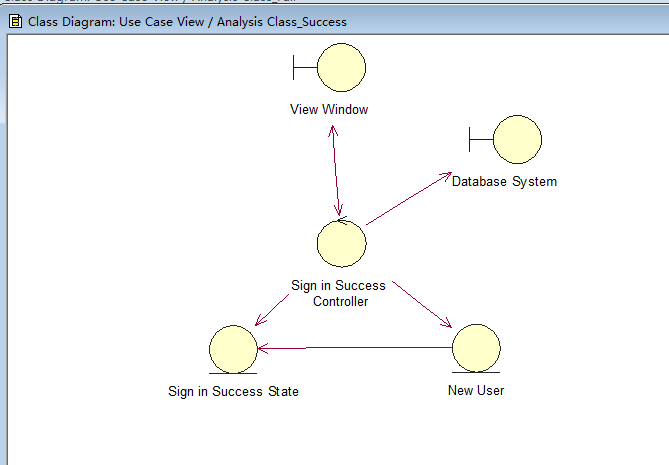 Class Diagram: Use Case View / Analysis Class_Success
View Window
Database System
Sign in Success
Controller
Sign in Success State
New User